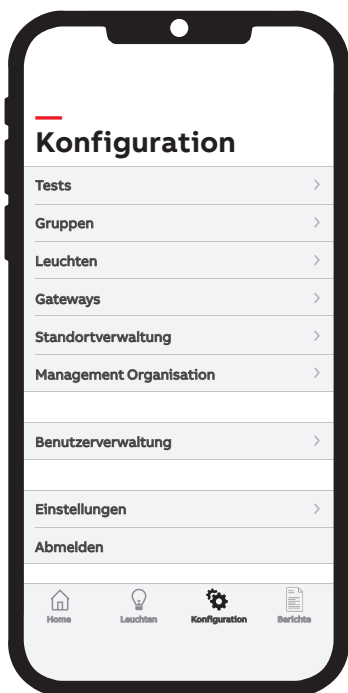 Konfiguration
Tests
Gruppen
Leuchten
Gateways
Standortverwaltung
Management Organisation
Benutzerverwaltung
Einstellungen
Abmelden
Home
Leuchten
Konfiguration
Berichte